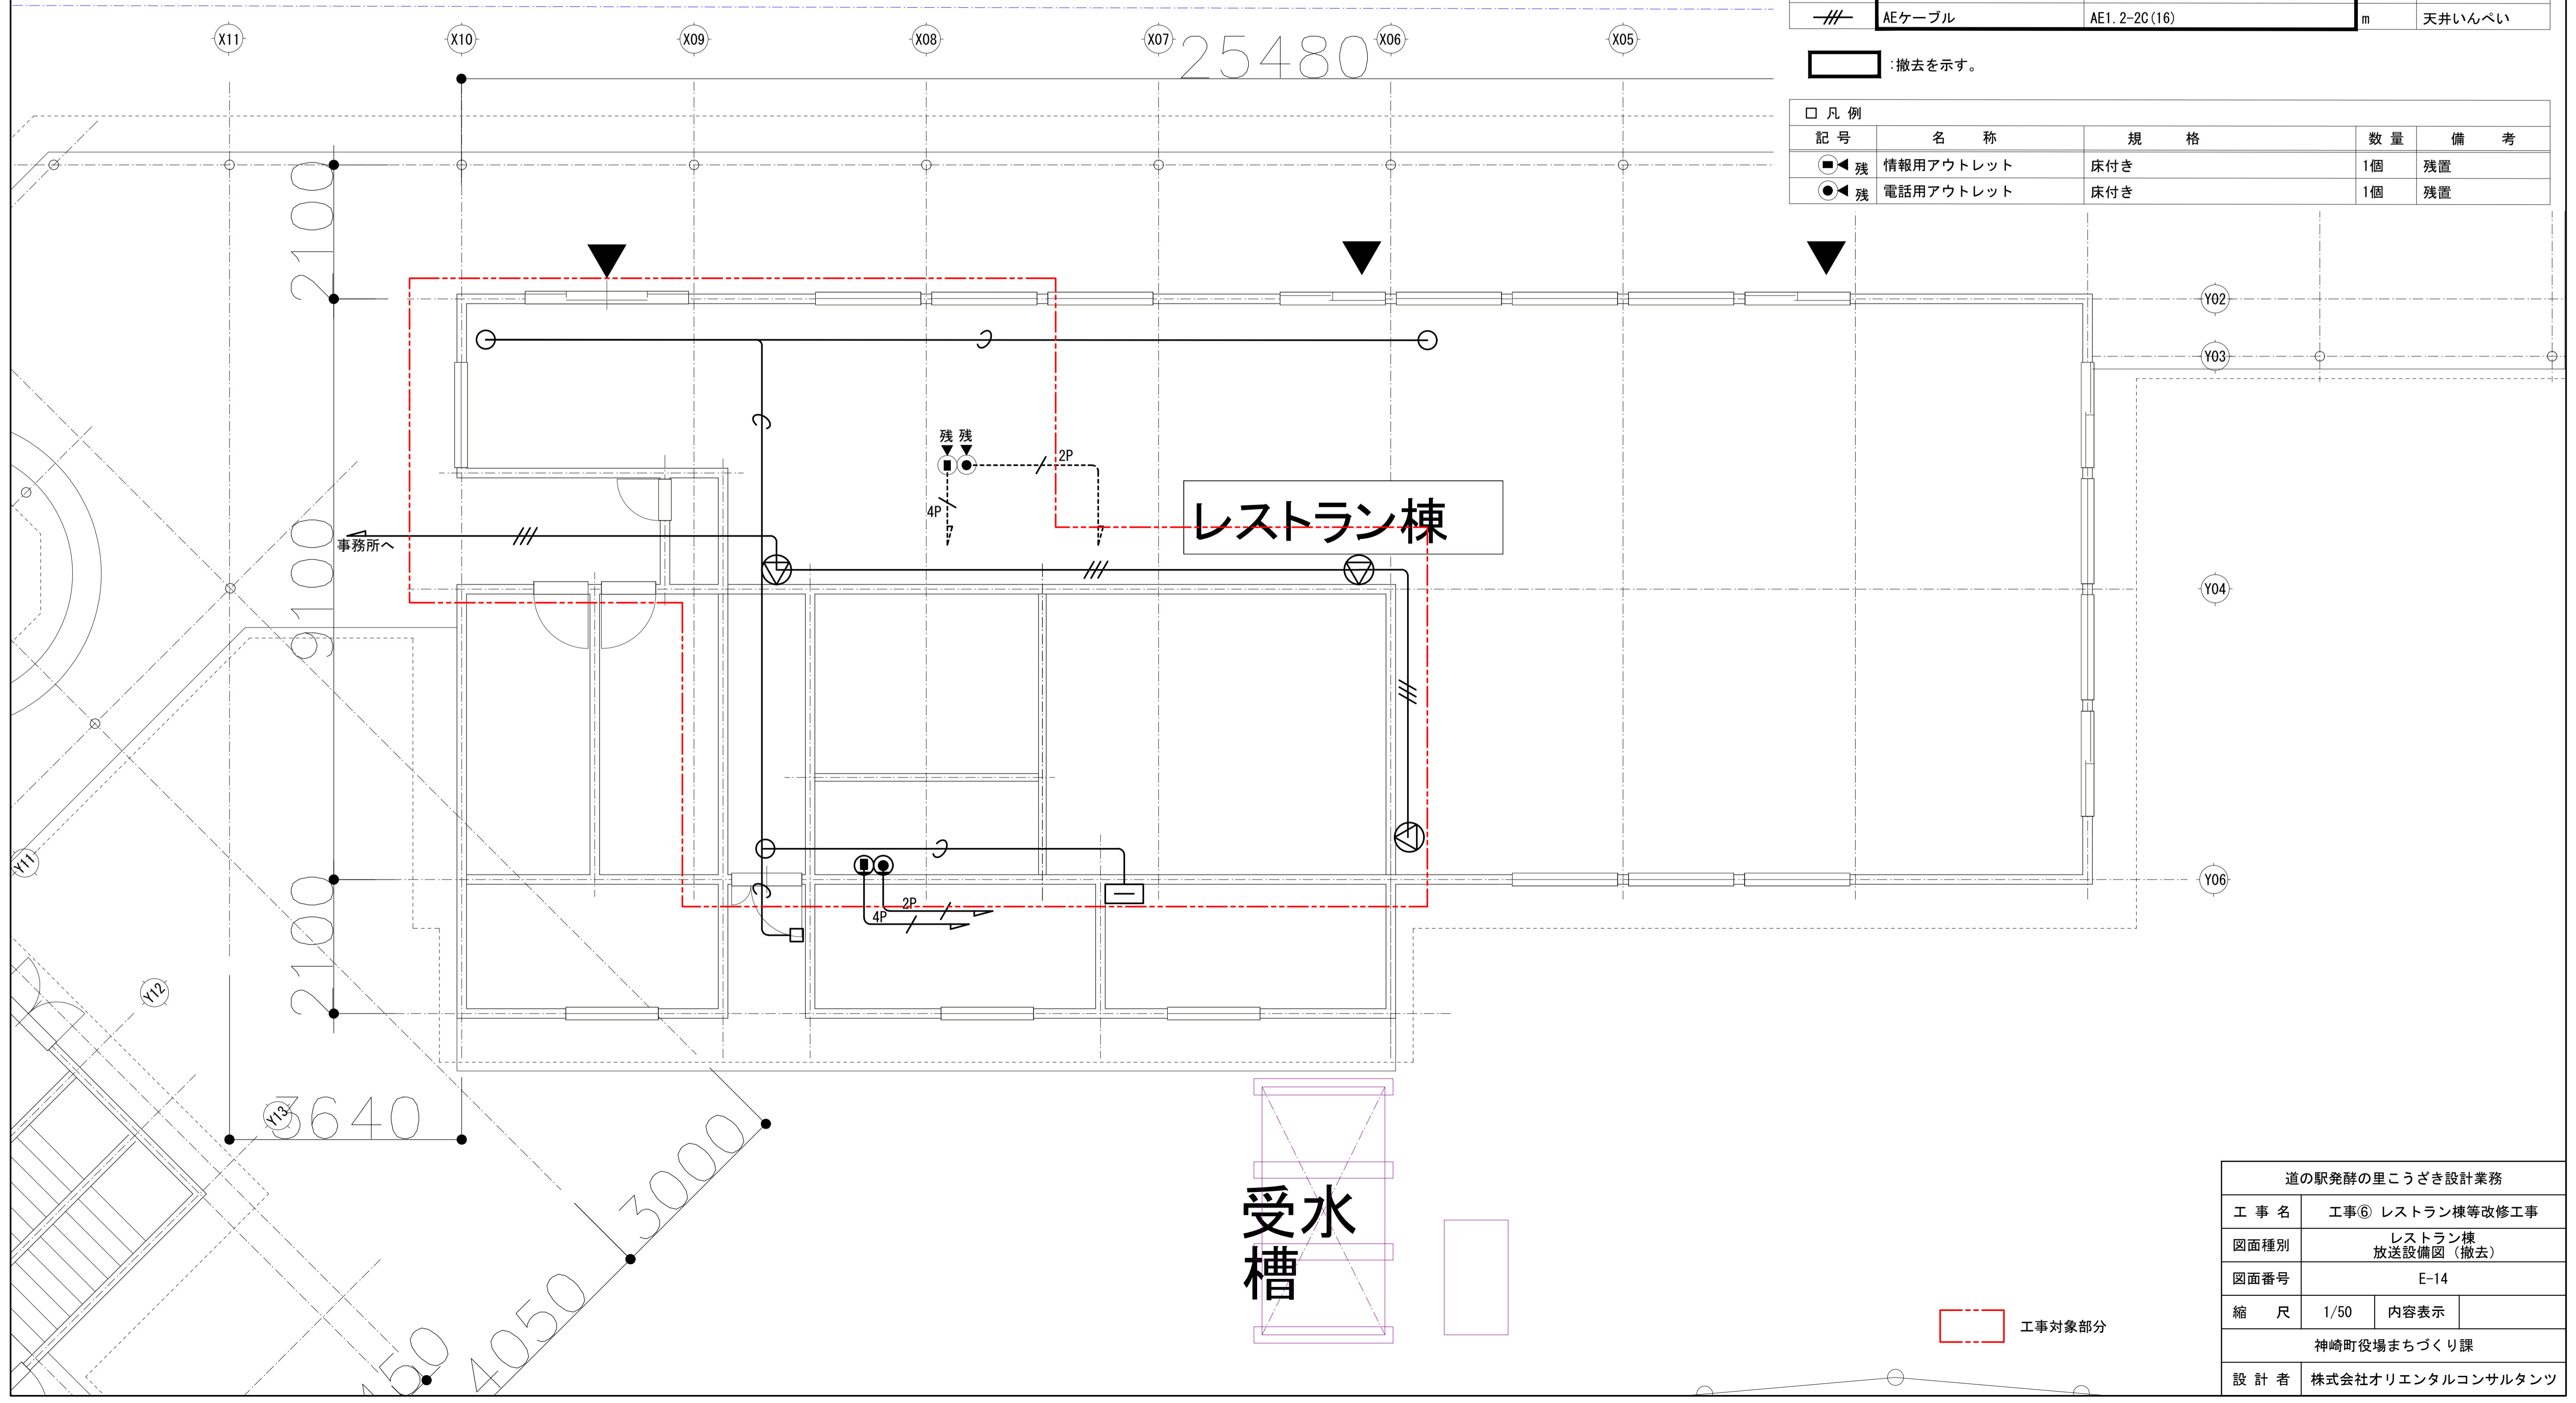 AEケーブル AE1.2-2C(16) m 天井いんぺい
X11 X10 X09 X08 X07 X06 X05
25480
:撤去を示す。
□ 凡 例
記 号 名 称 規 格 数 量 備 考
残 情報用アウトレット 床付き 1個 残置
残 電話用アウトレット 床付き 1個 残置
2100
Y02
Y03
残 残
2P
4P
レストラン棟
9100
事務所へ
Y04
Y11
Y06
2P
4P
2100
Y12
Y13
3640
3000
4050
受水
槽
道の駅発酵の里こうざき設計業務
工 事 名 工事⑥ レストラン棟等改修工事
図面種別 レストラン棟
放送設備図(撤去)
図面番号 E-14
縮 尺 1/50 内容表示
工事対象部分
神崎町役場まちづくり課
設 計 者 株式会社オリエンタルコンサルタンツ